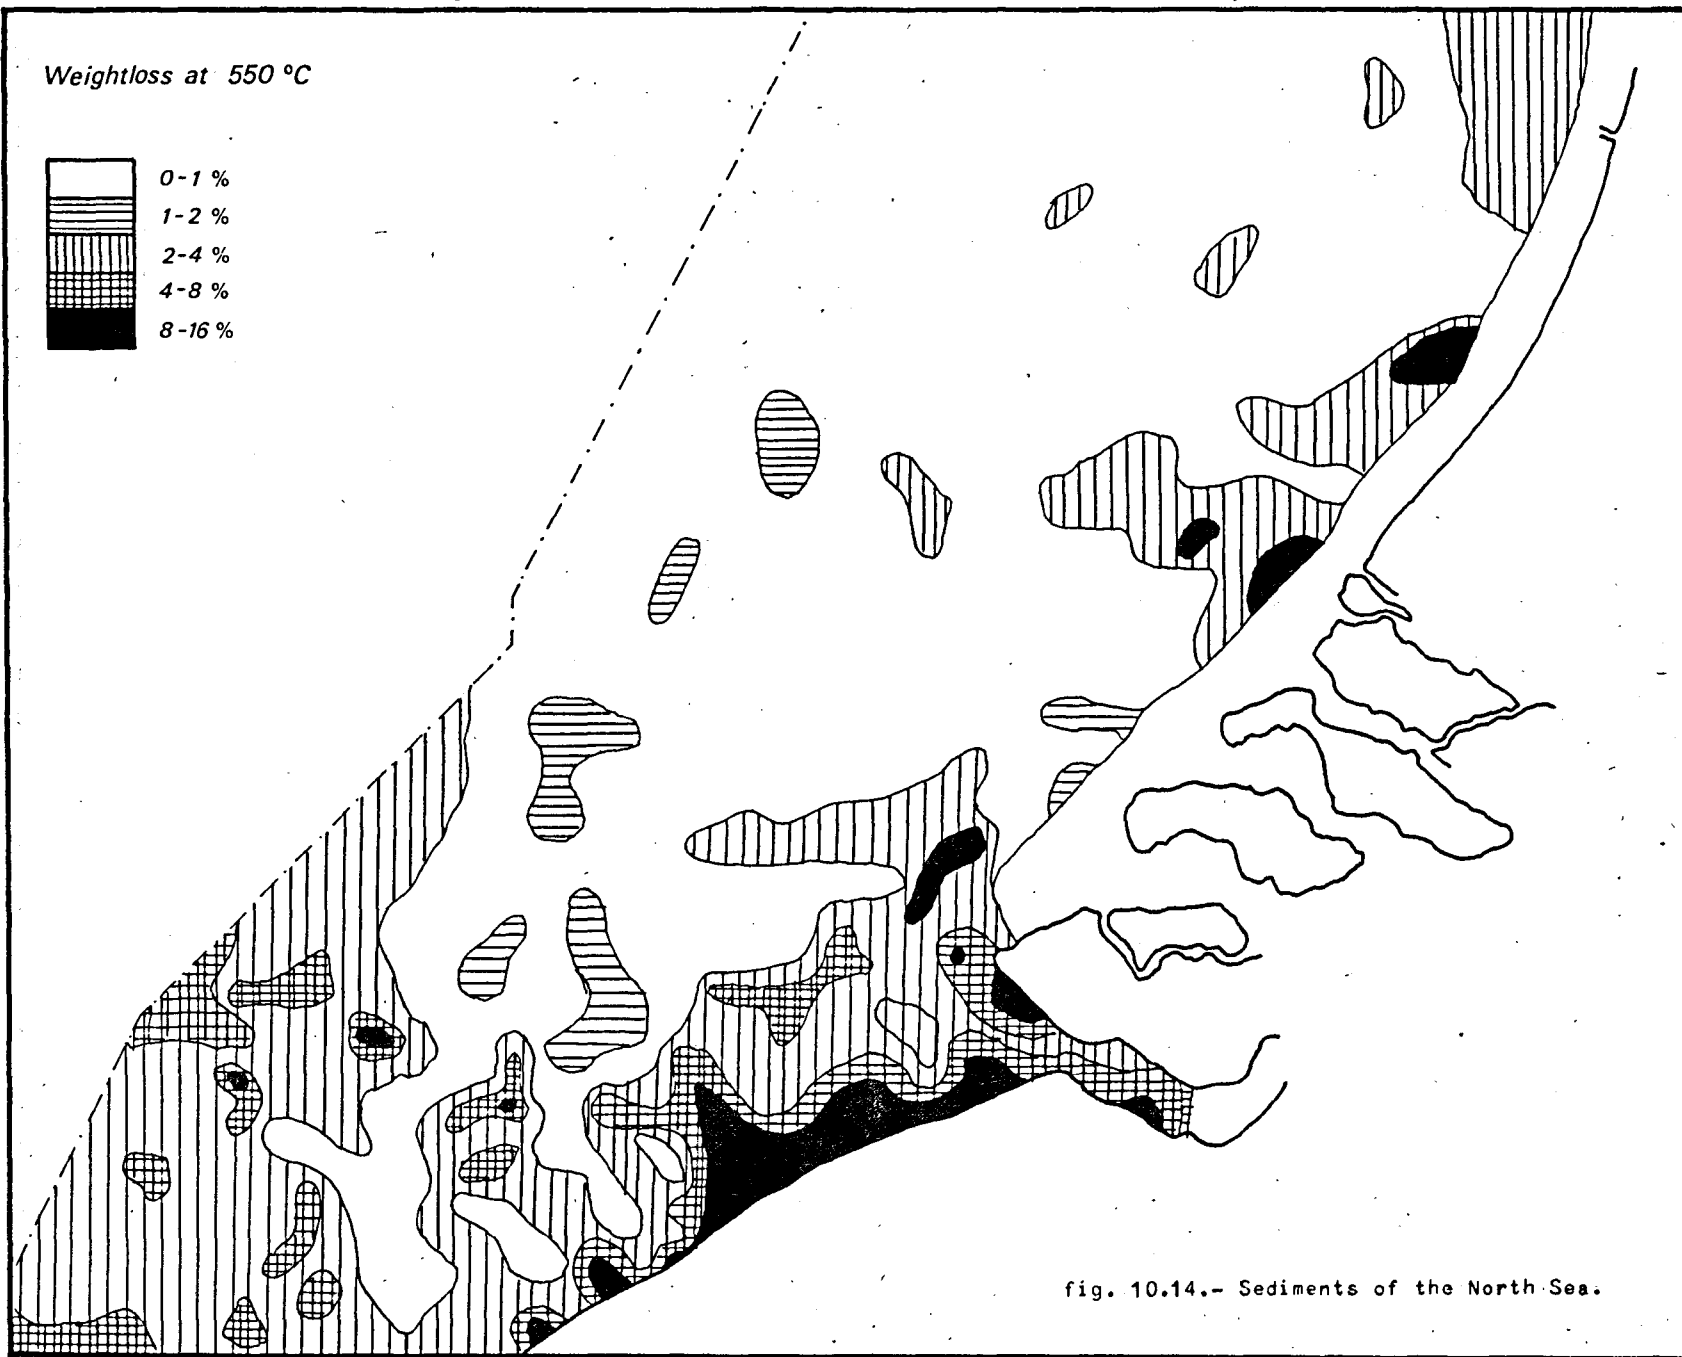 Weightloss at 550 °C
0-1 %
1-2 %
2-4 %
4-8 %
8-16 %
fig. 10.14.- Sediments of the North Sea.